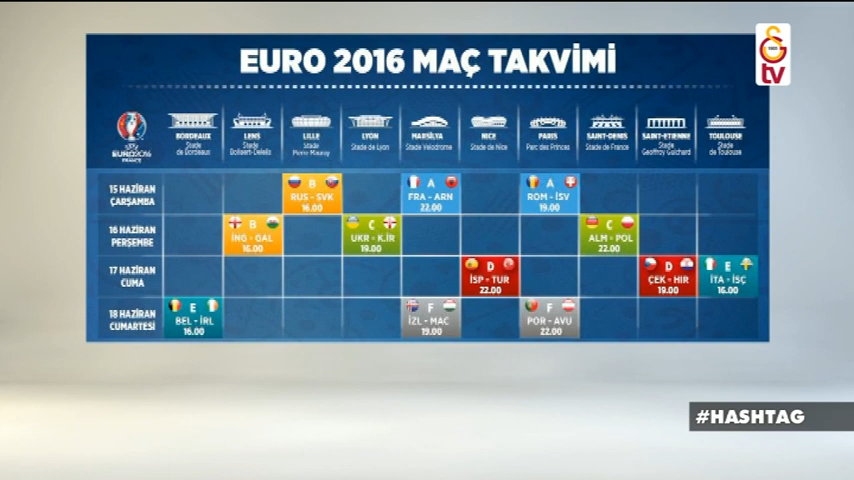 EURO 2016 MAÇ TAKVİMİ
tv
UEFA
EURO2016
FRANCE
BORDEAUX
Stade
de Bordeaux
LENS
Stade
Bollaert-Delelis
LILLE
Stade
Pierre Mauroy
LYON
Stade de Lyon
MARSİLYA
Stade Velodrome
NICE
Stade de Nice
PARIS
Parc des Princes
SAINT-DENIS
Stade de France
SAINT-ETIENNE
Stade
Geoffroy Guichard
TOULOUSE
Stade
de Toulouse
15 HAZİRAN
ÇARŞAMBA
B
RUS - SVK
16.00
A
FRA - ARN
22.00
A
ROM - İSV
19.00
16 HAZİRAN
PERŞEMBE
B
İNG - GAL
16.00
C
UKR - K.İR
19.00
C
ALM - POL
22.00
17 HAZİRAN
CUMA
D
İSP - TUR
22.00
D
ÇEK - HIR
19.00
E
İTA - İSÇ
16.00
18 HAZİRAN
CUMARTESİ
E
BEL - İRL
16.00
F
İZL - MAC
19.00
F
POR - AVU
22.00
#HASHTAG